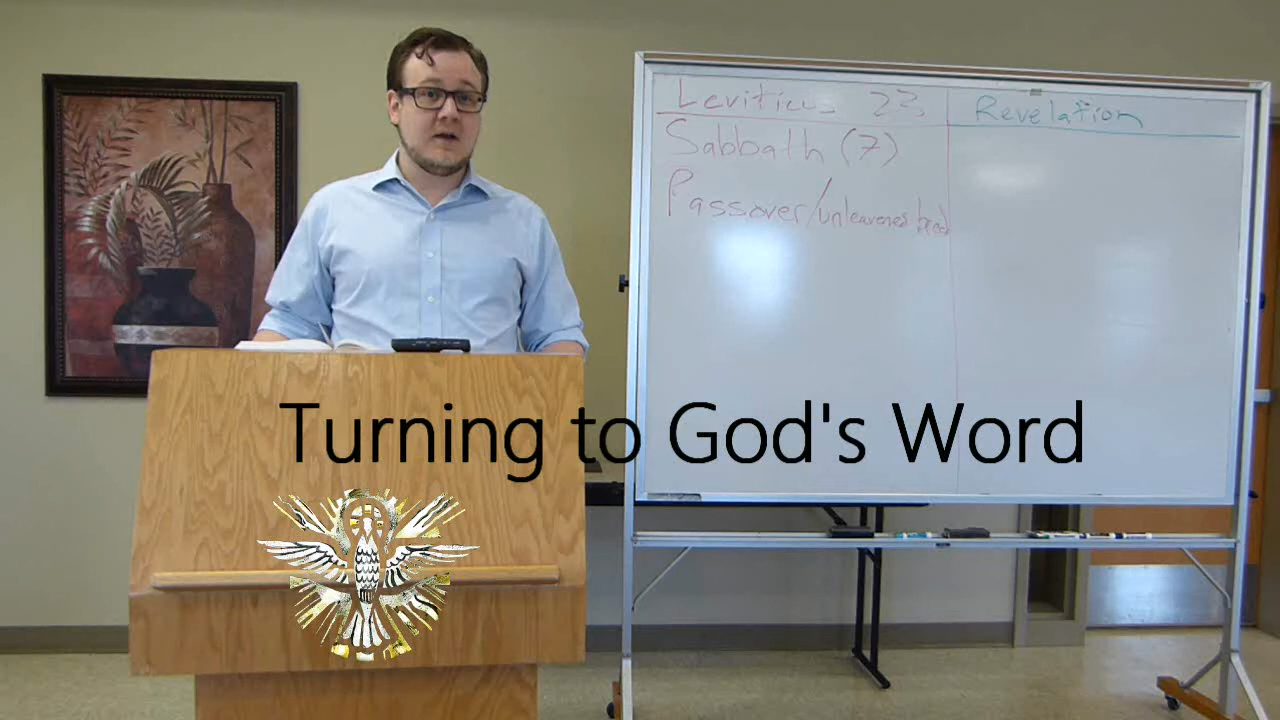 Leviticus 23
Revelation
Sabbath (7)
Passover/unleavened bread
Turning to God's Word